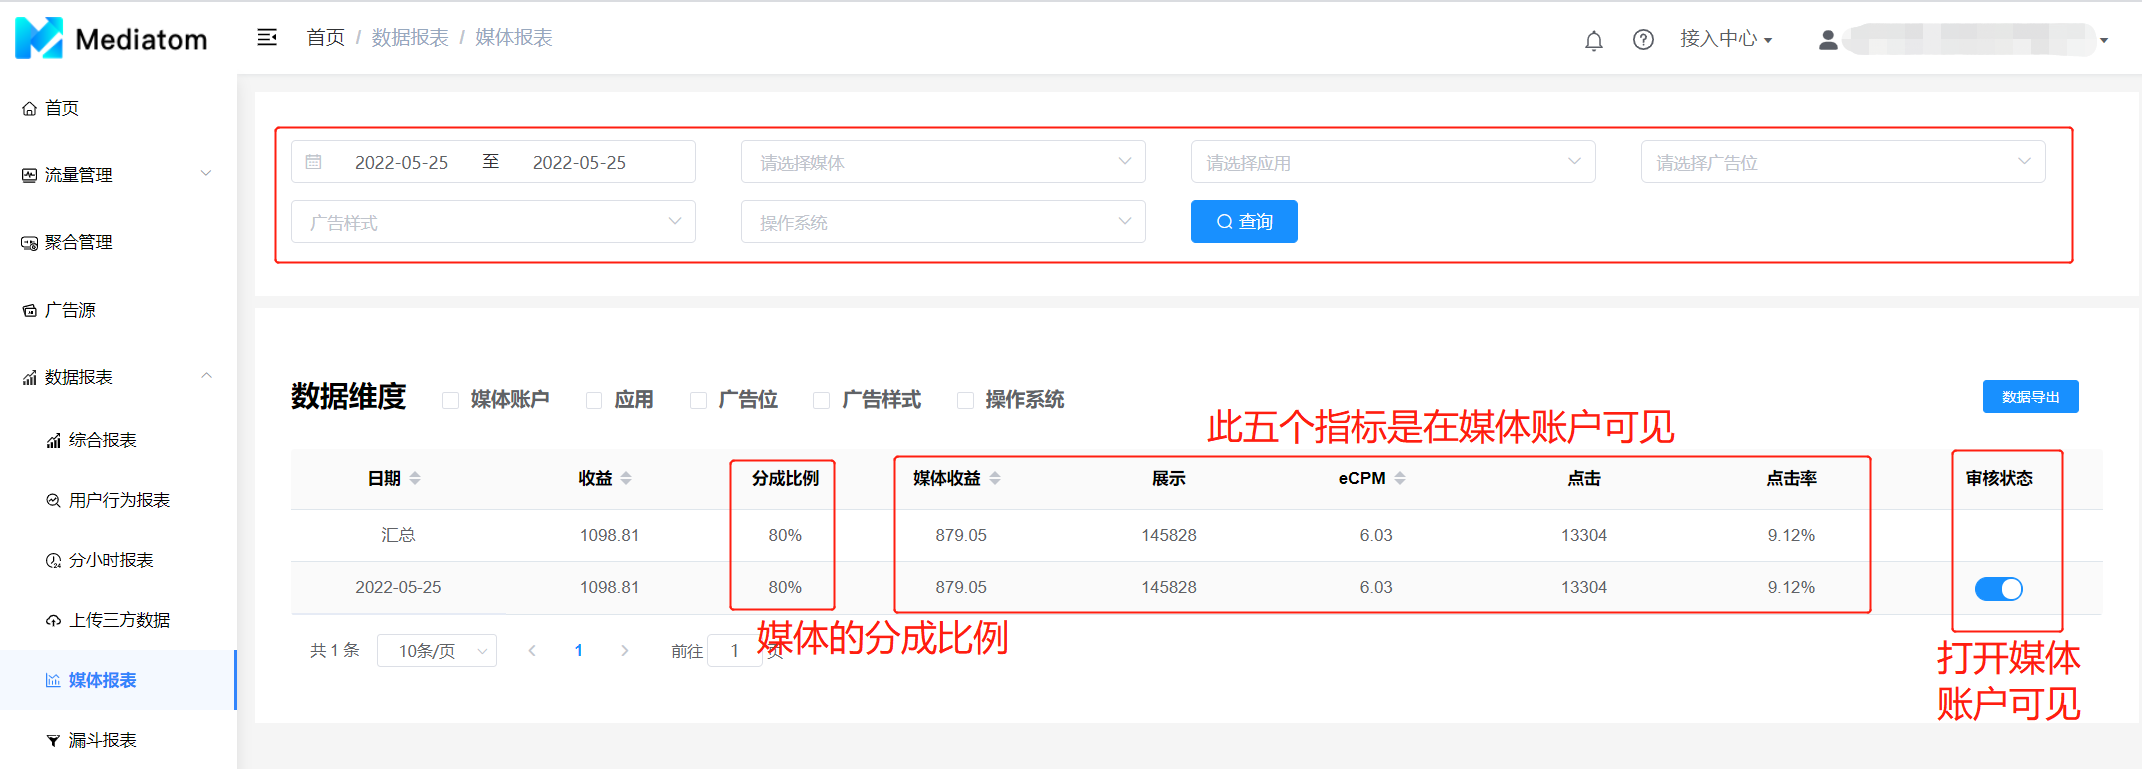 Mediatom
首页 / 数据报表 / 媒体报表
接入中心
首页
流量管理
聚合管理
广告源
数据报表
综合报表
用户行为报表
分小时报表
上传三方数据
媒体报表
漏斗报表
2022-05-25 至 2022-05-25
请选择媒体
请选择应用
请选择广告位
广告样式
操作系统
查询
数据维度 媒体账户 应用 广告位 广告样式 操作系统
数据导出
此五个指标是在媒体账户可见
日期 收益 分成比例 媒体收益 展示 eCPM 点击 点击率 审核状态
汇总 1098.81 80% 879.05 145828 6.03 13304 9.12%
2022-05-25 1098.81 80% 879.05 145828 6.03 13304 9.12%
共 1 条 10条/页 1 前往 1 页
媒体的分成比例
打开媒体
账户可见